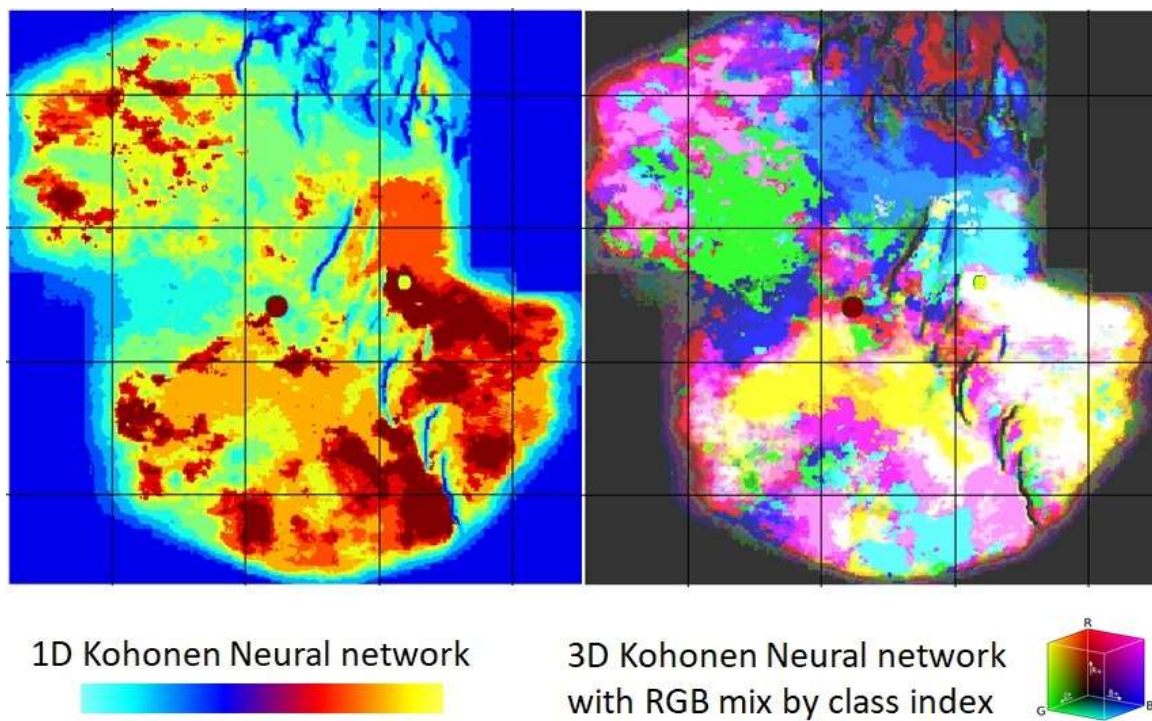 1D Kohonen Neural network
3D Kohonen Neural network
with RGB mix by class index
R
G
B